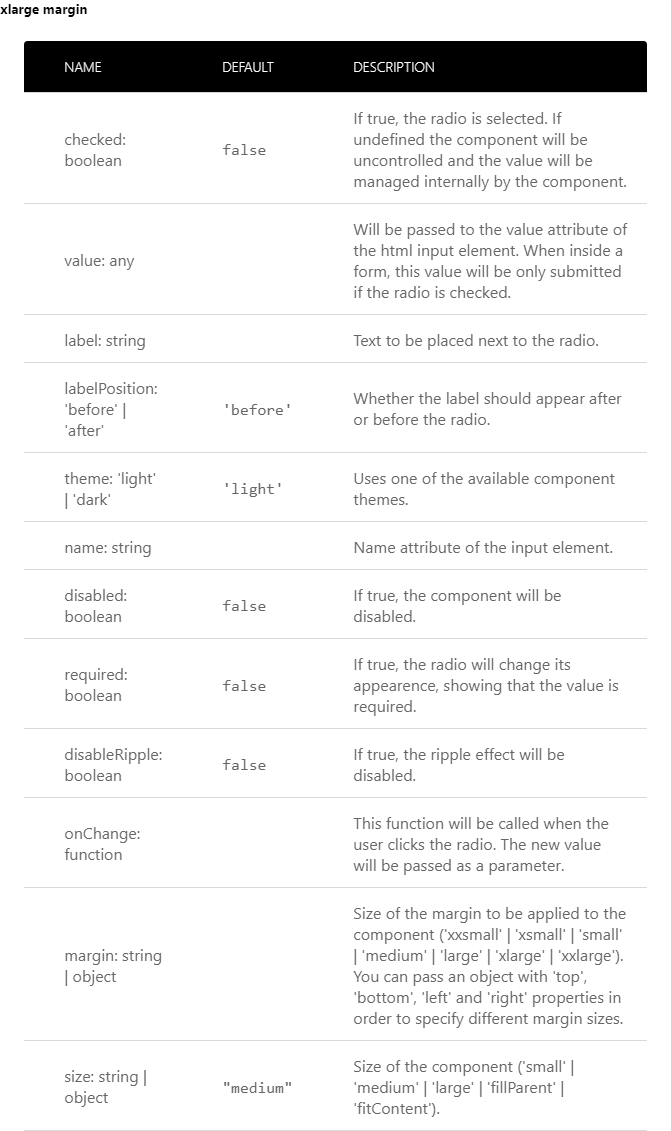 xlarge margin
NAME DEFAULT DESCRIPTION
checked: boolean false If true, the radio is selected. If
undefined the component will be
uncontrolled and the value will be
managed internally by the component.
value: any Will be passed to the value attribute of
the html input element. When inside a
form, this value will be only submitted
if the radio is checked.
label: string Text to be placed next to the radio.
labelPosition:
'before' |
'after'
'before'
Whether the label should appear after
or before the radio.
theme: 'light'
| 'dark'
'light'
Uses one of the available component
themes.
name: string Name attribute of the input element.
disabled:
boolean
false
If true, the component will be
disabled.
required:
boolean
false
If true, the radio will change its
appearence, showing that the value is
required.
disableRipple:
boolean
false
If true, the ripple effect will be
disabled.
onChange:
function
This function will be called when the
user clicks the radio. The new value
will be passed as a parameter.
margin: string
| object
Size of the margin to be applied to the
component ('xxsmall' | 'xsmall' | 'small'
| 'medium' | 'large' | 'xlarge' | 'xxlarge').
You can pass an object with 'top',
'bottom', 'left' and 'right' properties in
order to specify different margin sizes.
size: string |
object
"medium"
Size of the component ('small' |
'medium' | 'large' | 'fillParent' |
'fitContent').